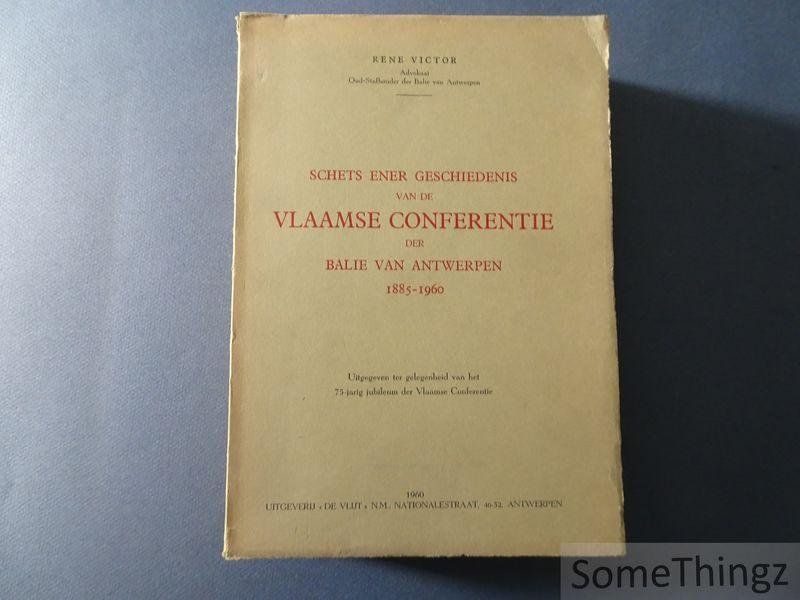 RENE VICTOR
Advokaat
Oud-Stafhouder der Balie van Antwerpen
SCHETS ENER GESCHIEDENIS
VAN DE
VLAAMSE CONFERENTIE
DER
BALIE VAN ANTWERPEN
1885-1960
Uitgegeven ter gelegenheid van het
75-jarig jubileum der Vlaamse Conferentie
1960
UITGEVERIJ « DE VLIJT » N.M. NATIONALESTRAAT, 46-52, ANTWERPEN
SomeThingz